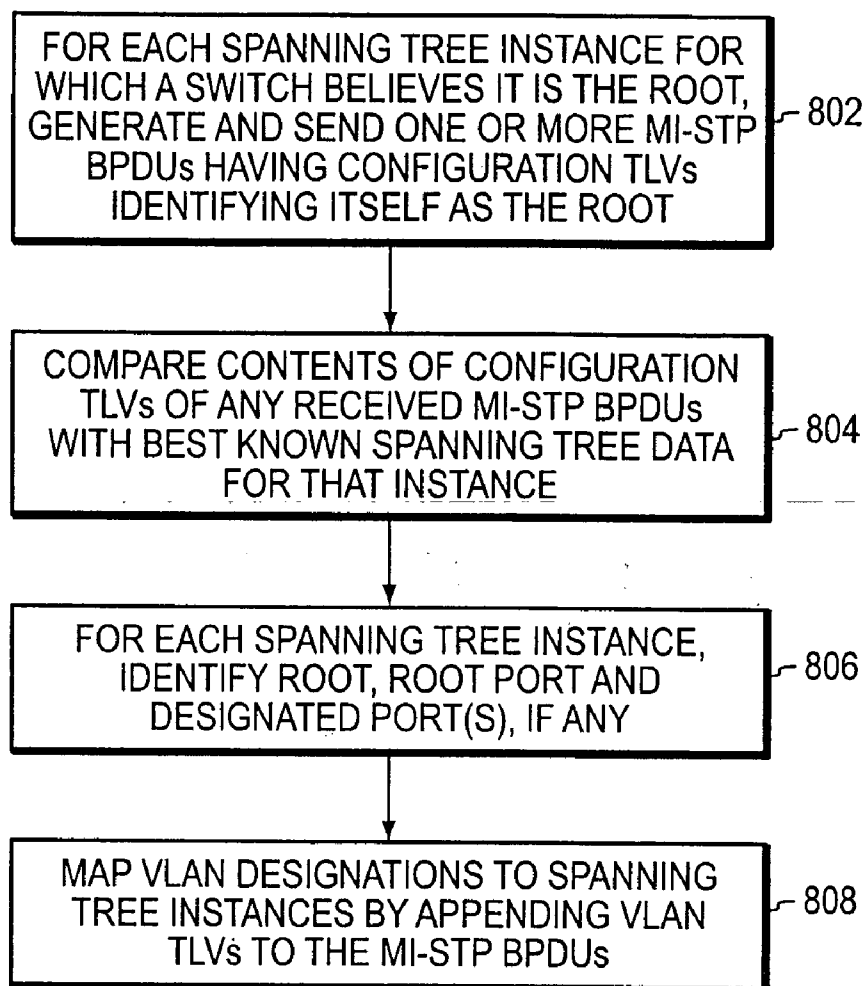 FOR EACH SPANNING TREE INSTANCE FOR
WHICH A SWITCH BELIEVES IT IS THE ROOT,
GENERATE AND SEND ONE OR MORE MI-STP
BPDUs HAVING CONFIGURATION TLVs
IDENTIFYING ITSELF AS THE ROOT
802
COMPARE CONTENTS OF CONFIGURATION
TLVs OF ANY RECEIVED MI-STP BPDUs
WITH BEST KNOWN SPANNING TREE DATA
FOR THAT INSTANCE
804
FOR EACH SPANNING TREE INSTANCE,
IDENTIFY ROOT, ROOT PORT AND
DESIGNATED PORT(S), IF ANY
806
MAP VLAN DESIGNATIONS TO SPANNING
TREE INSTANCES BY APPENDING VLAN
TLVs TO THE MI-STP BPDUs
808